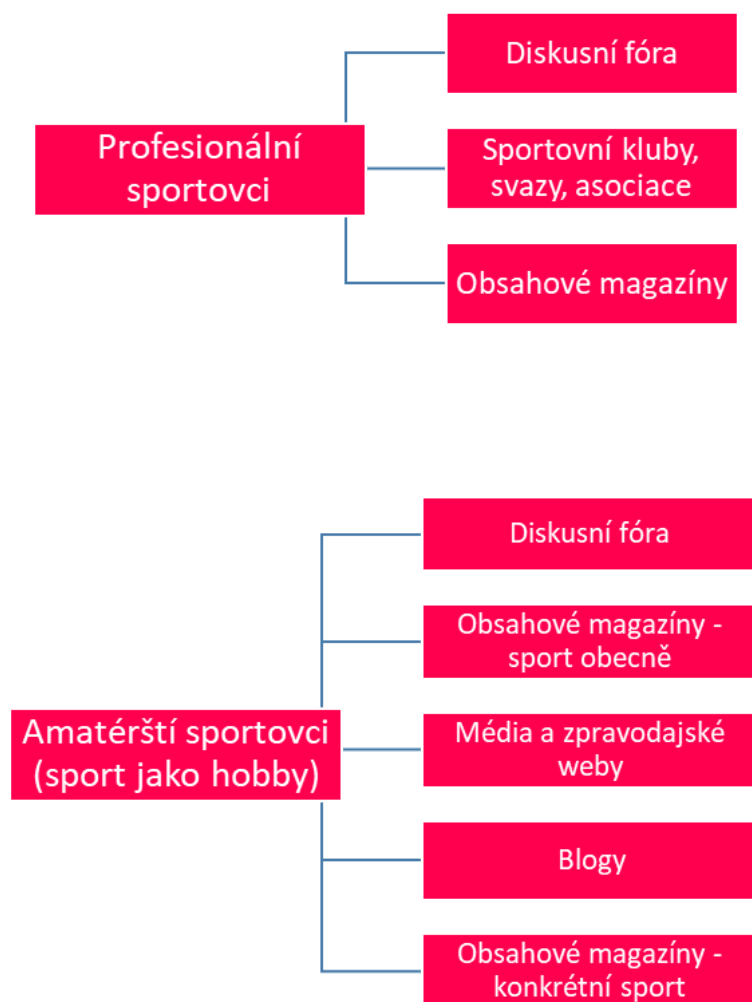 Diskusní fóra
Profesionální
sportovci
Sportovní kluby,
svazy, asociace
Obsahové magazíny
Diskusní fóra
Obsahové magazíny -
sport obecně
Amatérští sportovci
(sport jako hobby)
Média a zpravodajské
weby
Blogy
Obsahové magazíny -
konkrétní sport